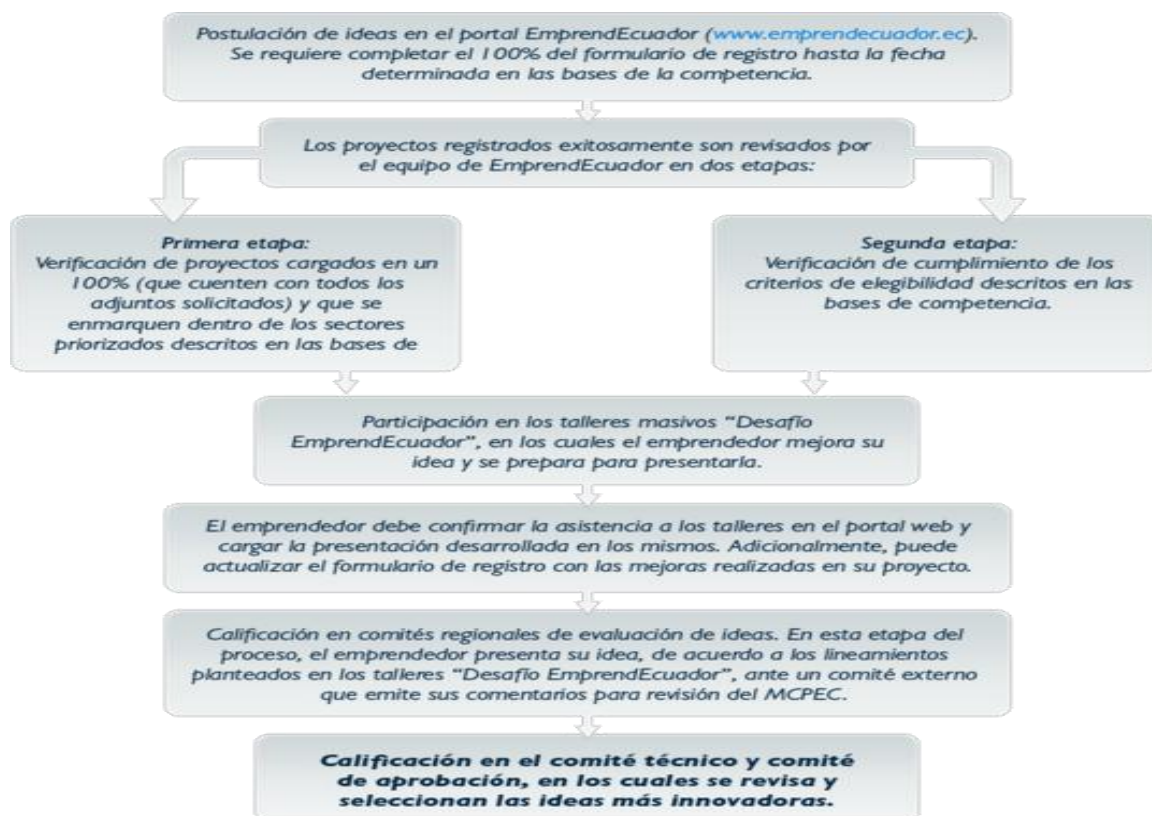 Postulación de ideas en el portal EmprendEcuador (www.emprendecuador.ec).
Se requiere completar el 100% del formulario de registro hasta la fecha
determinada en las bases de la competencia.
Los proyectos registrados exitosamente son revisados por
el equipo de EmprendEcuador en dos etapas:
Primera etapa:
Verificación de proyectos cargados en un
100% (que cuenten con todos los
adjuntos solicitados) y que se
enmarquen dentro de los sectores
priorizados descritos en las bases de
Segunda etapa:
Verificación de cumplimiento de los
criterios de elegibilidad descritos en las
bases de competencia.
Participación en los talleres masivos “Desafío
EmprendEcuador”, en los cuales el emprendedor mejora su
idea y se prepara para presentarla.
El emprendedor debe confirmar la asistencia a los talleres en el portal web y
cargar la presentación desarrollada en los mismos. Adicionalmente, puede
actualizar el formulario de registro con las mejoras realizadas en su proyecto.
Calificación en comités regionales de evaluación de ideas. En esta etapa del
proceso, el emprendedor presenta su idea, de acuerdo a los lineamientos
planteados en los talleres “Desafío EmprendEcuador”, ante un comité externo
que emite sus comentarios para revisión del MCPEC.
Calificación en el comité técnico y comité
de aprobación, en los cuales se revisa y
seleccionan las ideas más innovadoras.